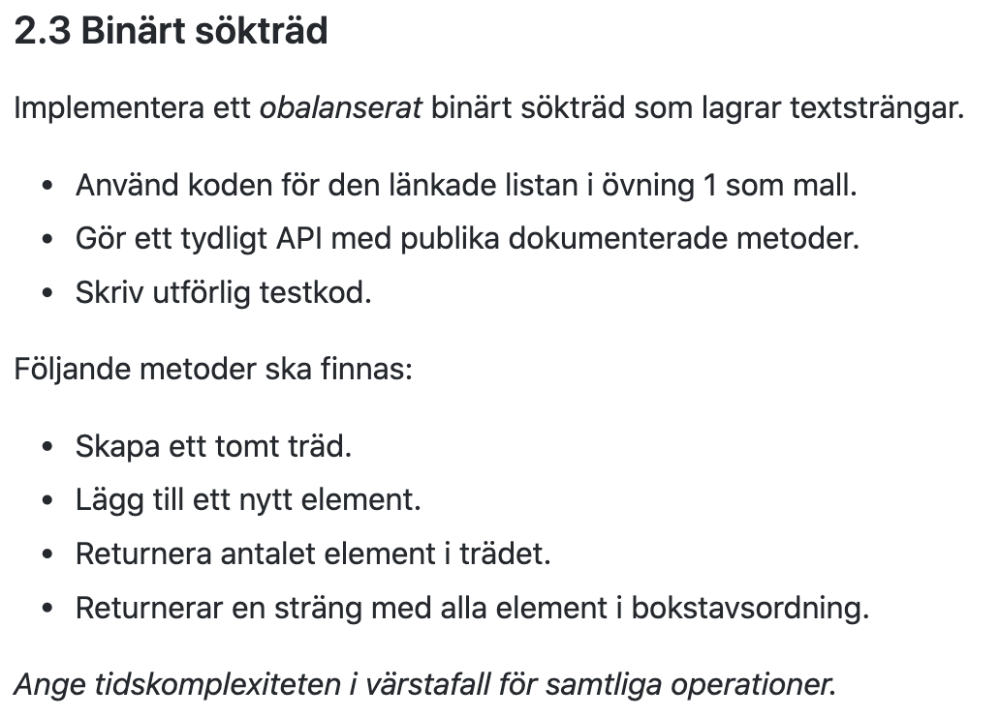 2.3 Binärt sökträd
Implementera ett obalanserat binärt sökträd som lagrar textsträngar.
• Använd koden för den länkade listan i övning 1 som mall.
• Gör ett tydligt API med publika dokumenterade metoder.
• Skriv utförlig testkod.
Följande metoder ska finnas:
• Skapa ett tomt träd.
• Lägg till ett nytt element.
• Returnera antalet element i trädet.
• Returnerar en sträng med alla element i bokstavsordning.
Ange tidskomplexiteten i värstafall för samtliga operationer.